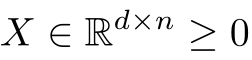 X ∈ ℝ^{d×n} ≥ 0